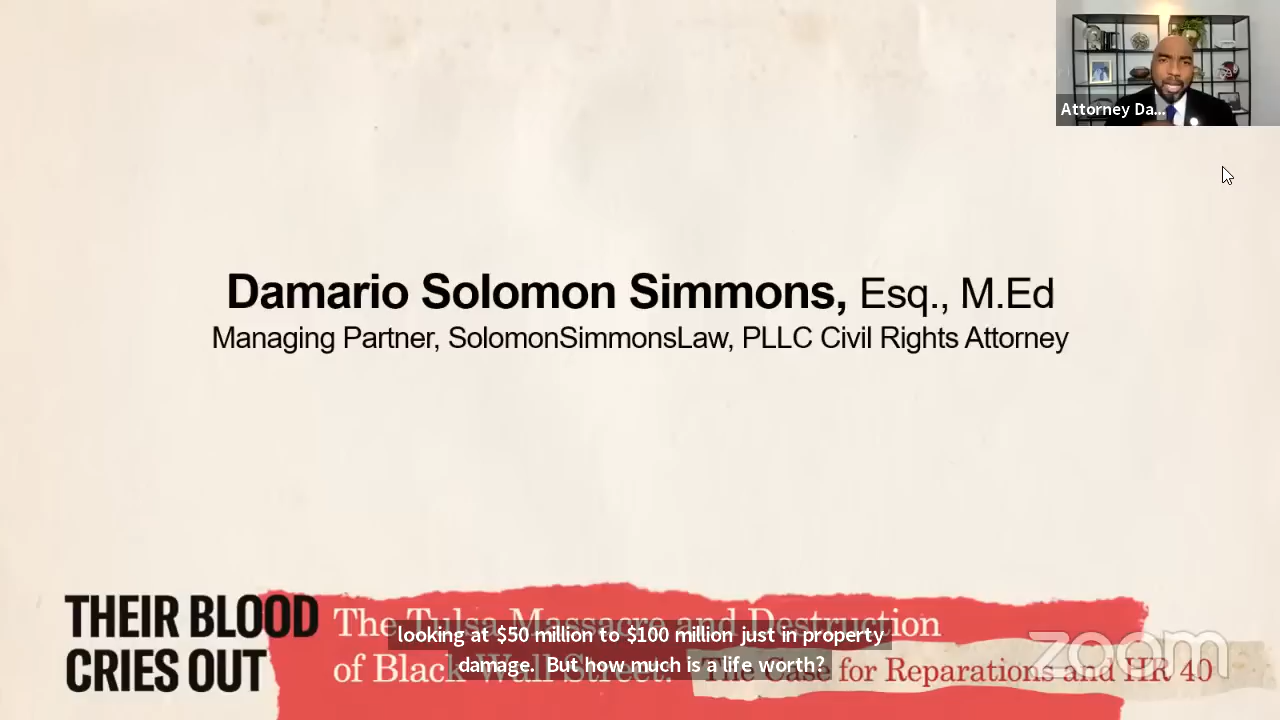 Attorney Da...
Damario Solomon Simmons, Esq., M.Ed
Managing Partner, SolomonSimmonsLaw, PLLC Civil Rights Attorney
THEIR BLOOD
CRIES OUT
The Tulsa Massacre and Destruction
of Black Wall Street: The Case for Reparations and HR 40
looking at $50 million to $100 million just in property
damage. But how much is a life worth?
zoom